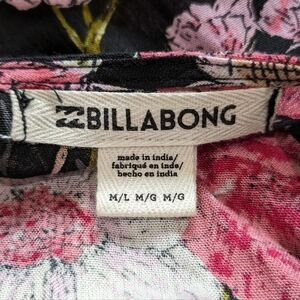 BILLABONG
made in india/
fabriqué en inde/
hecho en india
M/L M/G M/G